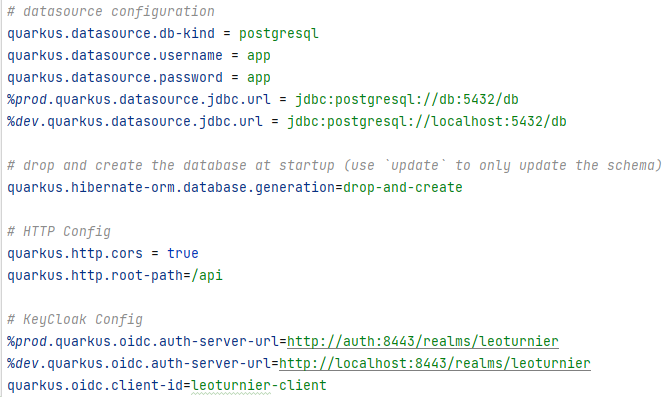 # datasource configuration
quarkus.datasource.db-kind = postgresql
quarkus.datasource.username = app
quarkus.datasource.password = app
%prod.quarkus.datasource.jdbc.url = jdbc:postgresql://db:5432/db
%dev.quarkus.datasource.jdbc.url = jdbc:postgresql://localhost:5432/db
# drop and create the database at startup (use `update` to only update the schema)
quarkus.hibernate-orm.database.generation=drop-and-create
# HTTP Config
quarkus.http.cors = true
quarkus.http.root-path=/api
# KeyCloak Config
%prod.quarkus.oidc.auth-server-url=http://auth:8443/realms/leoturnier
%dev.quarkus.oidc.auth-server-url=http://localhost:8443/realms/leoturnier
quarkus.oidc.client-id=leoturnier-client